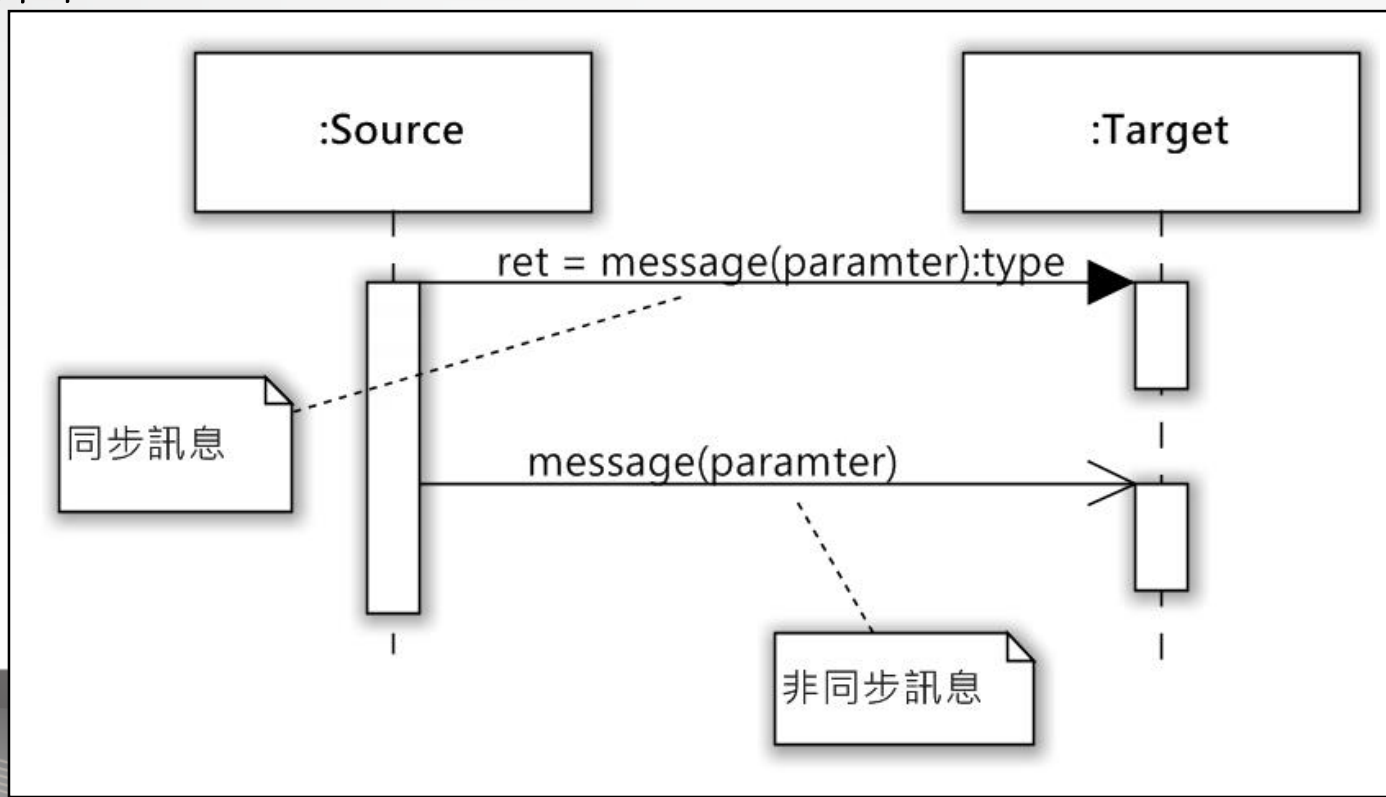 :Source
:Target
ret = message(paramter):type
同步訊息
message(paramter)
非同步訊息